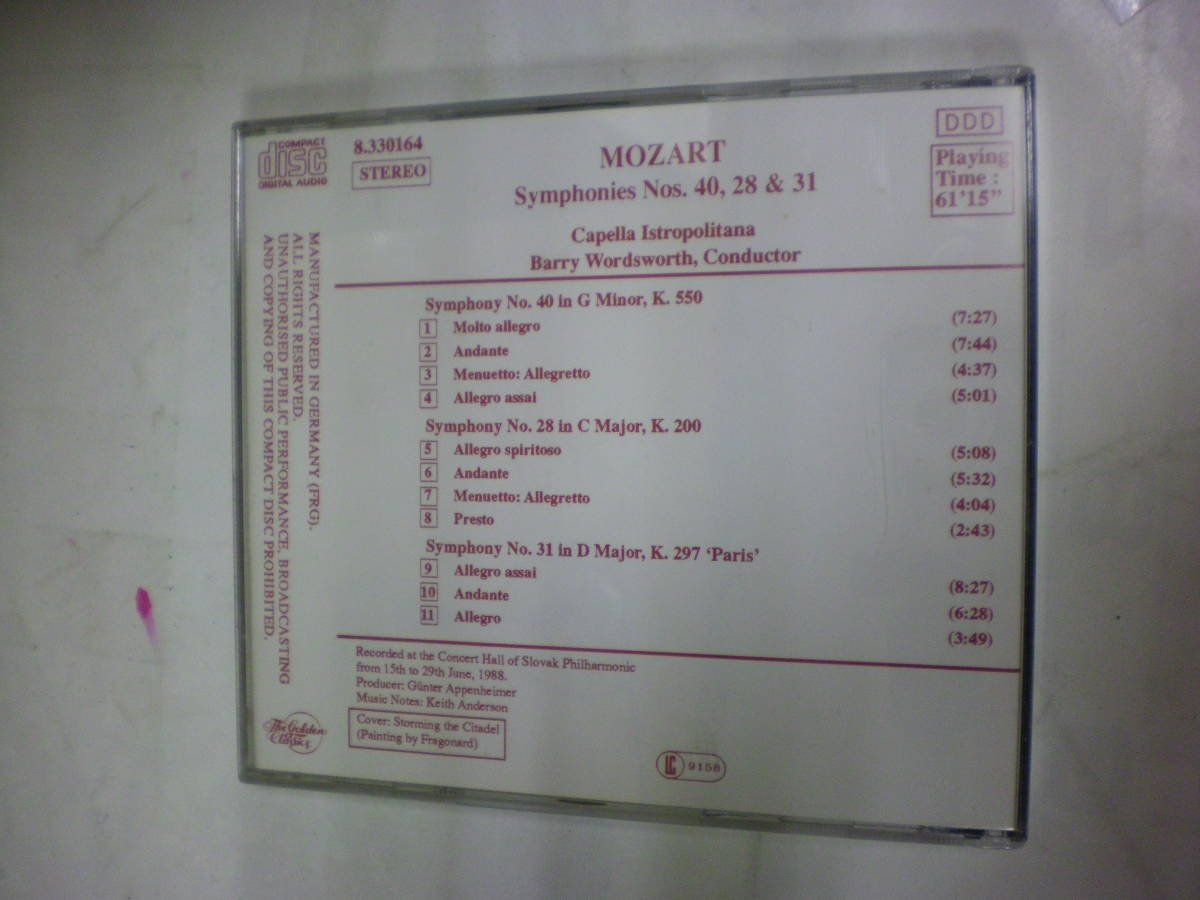 COMPACT
disc
DIGITAL AUDIO
8.330164
STEREO
MOZART
Symphonies Nos. 40, 28 & 31
Capella Istropolitana
Barry Wordsworth, Conductor
DDD
Playing
Time :
61'15"
MANUFACTURED IN GERMANY (FRG).
ALL RIGHTS RESERVED.
UNAUTHORISED PUBLIC PERFORMANCE, BROADCASTING
AND COPYING OF THIS COMPACT DISC PROHIBITED.
Symphony No. 40 in G Minor, K. 550
1 Molto allegro (7:27)
2 Andante (7:44)
3 Menuetto: Allegretto (4:37)
4 Allegro assai (5:01)
Symphony No. 28 in C Major, K. 200
5 Allegro spiritoso (5:08)
6 Andante (5:32)
7 Menuetto: Allegretto (4:04)
8 Presto (2:43)
Symphony No. 31 in D Major, K. 297 'Paris'
9 Allegro assai (8:27)
10 Andante (6:28)
11 Allegro (3:49)
Recorded at the Concert Hall of Slovak Philharmonic
from 15th to 29th June, 1988.
Producer: Günter Appenheimer
Music Notes: Keith Anderson
Cover: Storming the Citadel
(Painting by Fragonard)
The Golden
Classics
LC 9158